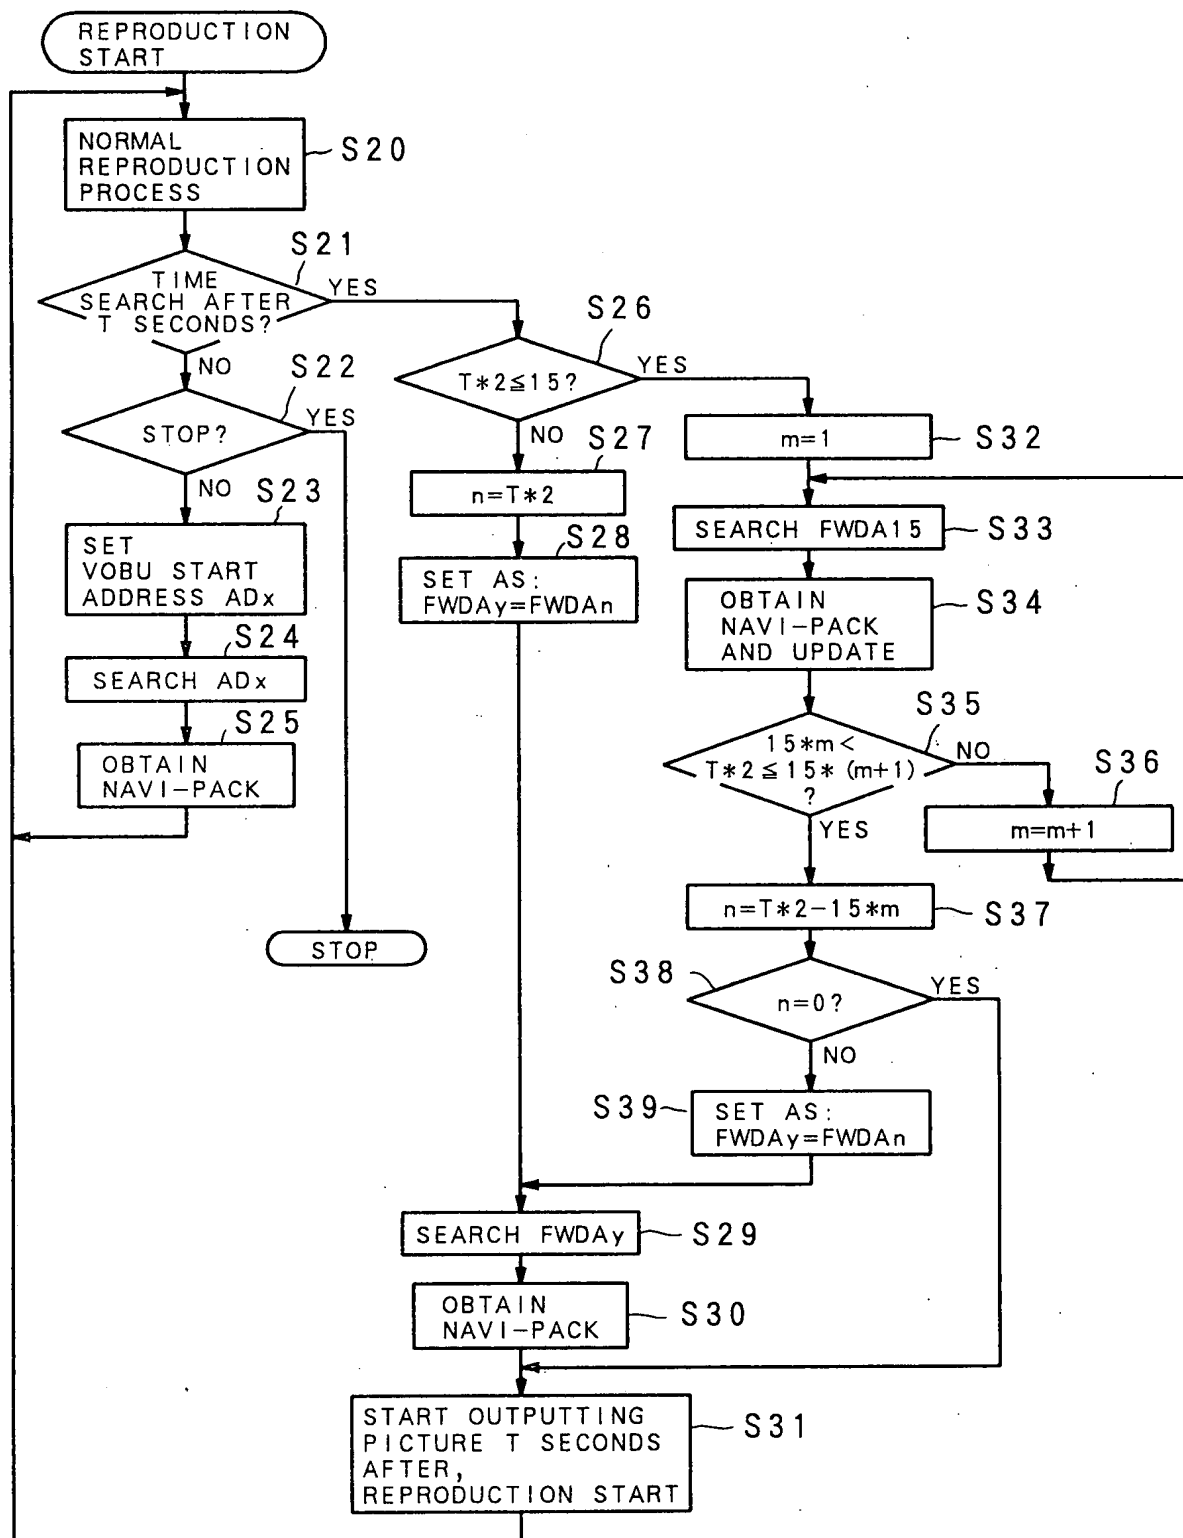 REPRODUCTION
START
NORMAL
REPRODUCTION
PROCESS
S20
TIME
SEARCH AFTER
T SECONDS?
S21
YES
NO
STOP?
S22
YES
NO
SET
VOBU START
ADDRESS ADx
S23
SEARCH ADx
S24
OBTAIN
NAVI-PACK
S25
STOP
T*2≦15?
S26
YES
NO
n=T*2
S27
SET AS:
FWDAy=FWDAn
S28
m=1
S32
SEARCH FWDA15
S33
OBTAIN
NAVI-PACK
AND UPDATE
S34
15*m<
T*2≦15*(m+1)
?
S35
NO
YES
m=m+1
S36
n=T*2-15*m
S37
n=0?
S38
YES
NO
SET AS:
FWDAy=FWDAn
S39
SEARCH FWDAy
S29
OBTAIN
NAVI-PACK
S30
START OUTPUTTING
PICTURE T SECONDS
AFTER,
REPRODUCTION START
S31